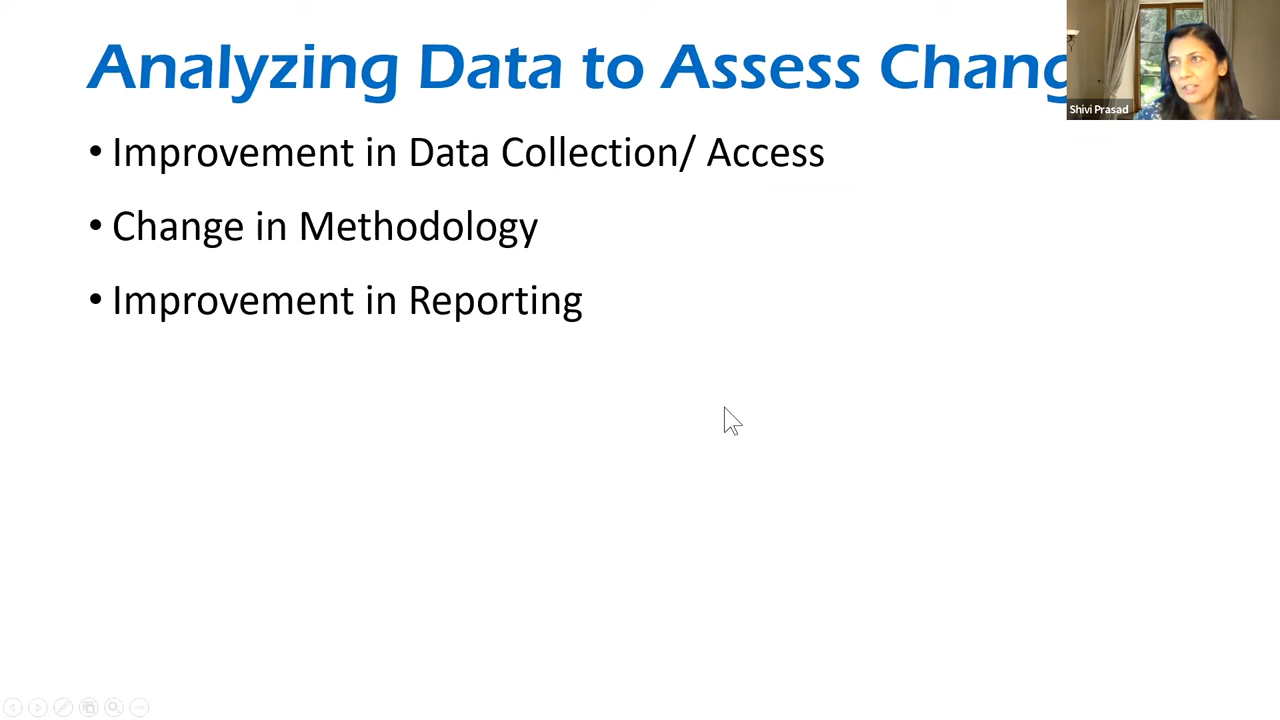 Analyzing Data to Assess Chang
Shivi Prasad
• Improvement in Data Collection/ Access
• Change in Methodology
• Improvement in Reporting